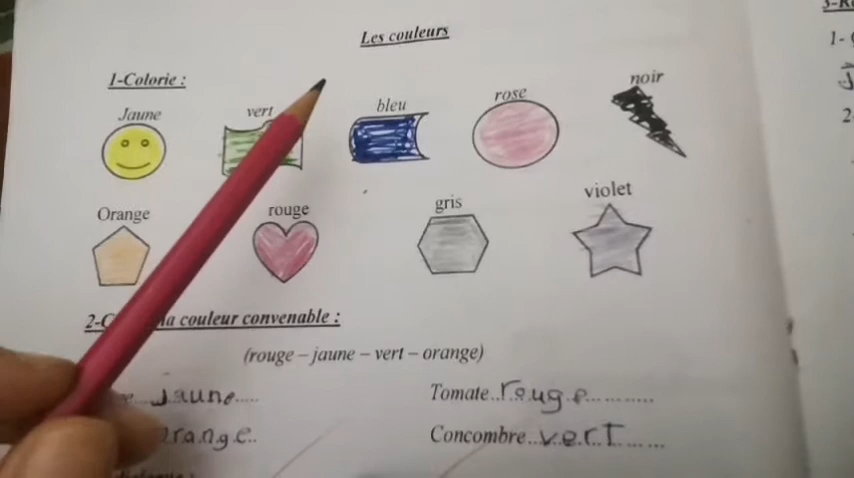 Les couleurs
1-Colorie :
Jaune vert bleu rose noir
Orange rouge gris violet
la couleur convenable :
(rouge – jaune – vert – orange)
Jaune Tomate rouge
orange Concombre vert
1-
2